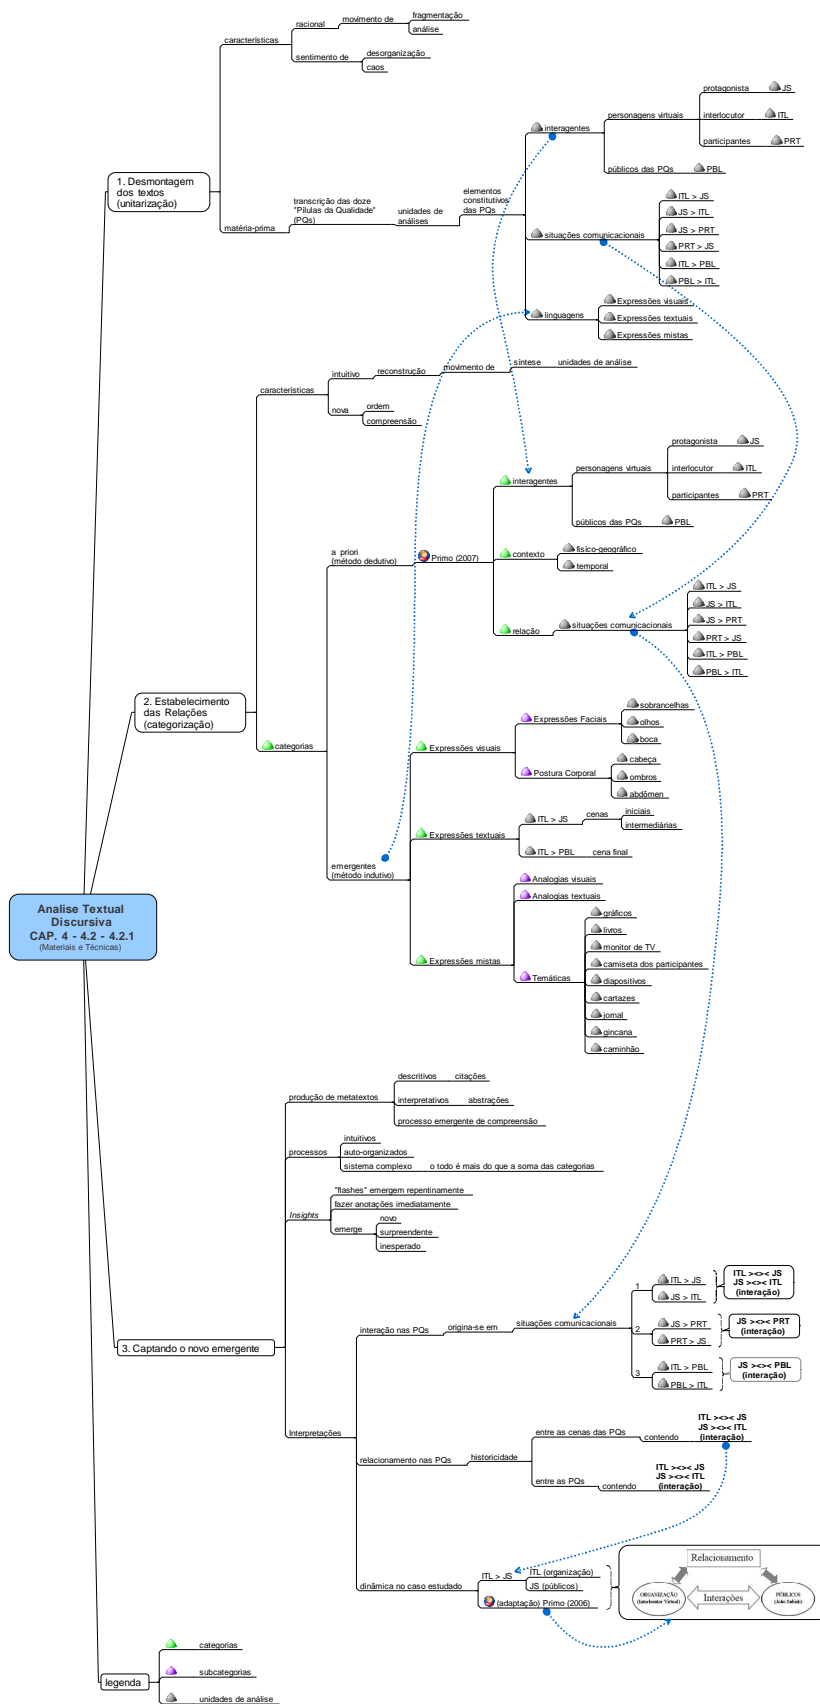 Analise Textual
Discursiva
CAP. 4 - 4.2 - 4.2.1
(Materiais e Técnicas)
1. Desmontagem
dos textos
(unitarização)
características
racional
movimento de
fragmentação
análise
sentimento de
desorganização
caos
matéria-prima
transcrição das doze
"Pílulas da Qualidade"
(PQs)
unidades de
análises
elementos
constitutivos
das PQs
interagentes
personagens virtuais
protagonista
JS
interlocutor
ITL
participantes
PRT
públicos das PQs
PBL
situações comunicacionais
ITL > JS
JS > ITL
JS > PRT
PRT > JS
ITL > PBL
PBL > ITL
linguagens
Expressões visuais
Expressões textuais
Expressões mistas
2. Estabelecimento
das Relações
(categorização)
características
intuitivo
reconstrução
movimento de
síntese
unidades de análise
nova
ordem
compreensão
categorias
a priori
(método dedutivo)
Primo (2007)
interagentes
personagens virtuais
protagonista
JS
interlocutor
ITL
participantes
PRT
públicos das PQs
PBL
contexto
físico-geográfico
temporal
relação
situações comunicacionais
ITL > JS
JS > ITL
JS > PRT
PRT > JS
ITL > PBL
PBL > ITL
emergentes
(método indutivo)
Expressões visuais
Expressões Faciais
sobrancelhas
olhos
boca
Postura Corporal
cabeça
ombros
abdômen
Expressões textuais
ITL > JS
cenas
iniciais
intermediárias
ITL > PBL
cena final
Expressões mistas
Analogias visuais
Analogias textuais
Temáticas
gráficos
livros
monitor de TV
camiseta dos participantes
diapositivos
cartazes
jornal
gincana
caminhão
3. Captando o novo emergente
produção de metatextos
descritivos
citações
interpretativos
abstrações
processo emergente de compreensão
processos
intuitivos
auto-organizados
sistema complexo
o todo é mais do que a soma das categorias
Insights
"flashes" emergem repentinamente
fazer anotações imediatamente
emerge
novo
surpreendente
inesperado
Interpretações
interação nas PQs
origina-se em
situações comunicacionais
1
ITL > JS
JS > ITL
ITL ><>< JS
JS ><>< ITL
(interação)
2
JS > PRT
PRT > JS
JS ><>< PRT
(interação)
3
ITL > PBL
PBL > ITL
JS ><>< PBL
(interação)
relacionamento nas PQs
historicidade
entre as cenas das PQs
contendo
ITL ><>< JS
JS ><>< ITL
(interação)
entre as PQs
contendo
ITL ><>< JS
JS ><>< ITL
(interação)
dinâmica no caso estudado
ITL > JS
ITL (organização)
JS (públicos)
(adaptação) Primo (2006)
Relacionamento
ORGANIZAÇÃO
(Interlocutor Virtual)
Interações
PÚBLICOS
(João Sabido)
legenda
categorias
subcategorias
unidades de análise